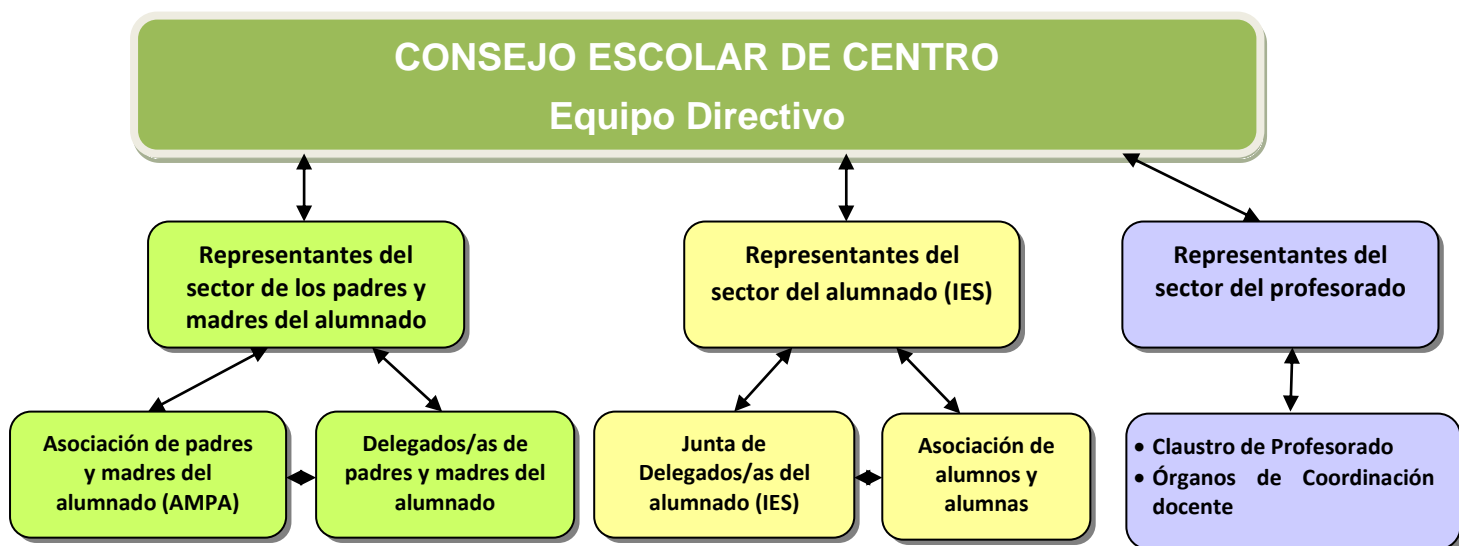 CONSEJO ESCOLAR DE CENTRO
Equipo Directivo
Representantes del
sector de los padres y
madres del alumnado
Representantes del
sector del alumnado (IES)
Representantes del
sector del profesorado
Asociación de padres
y madres del
alumnado (AMPA)
Delegados/as de
padres y madres del
alumnado
Junta de
Delegados/as del
alumnado (IES)
Asociación de
alumnos y
alumnas
• Claustro de Profesorado
• Órganos de Coordinación
docente